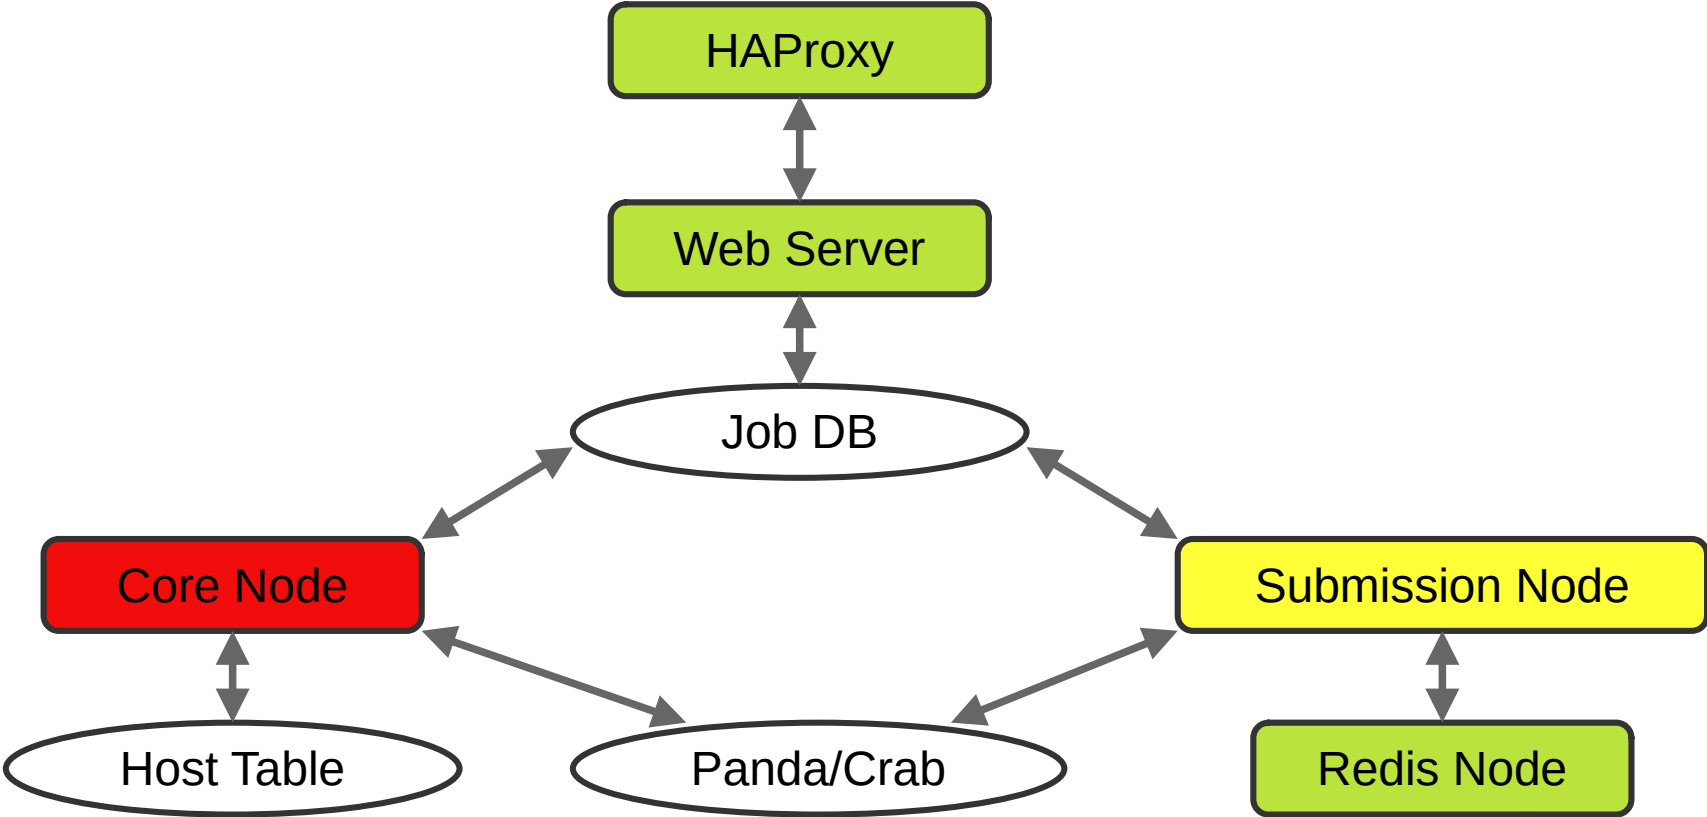 HAProxy
Web Server
Job DB
Core Node
Submission Node
Host Table
Panda/Crab
Redis Node